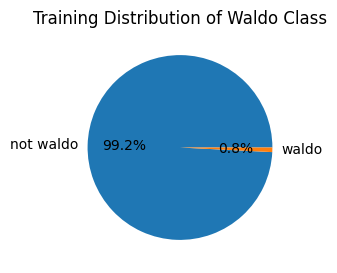 Training Distribution of Waldo Class
not waldo
99.2%
0.8%
waldo